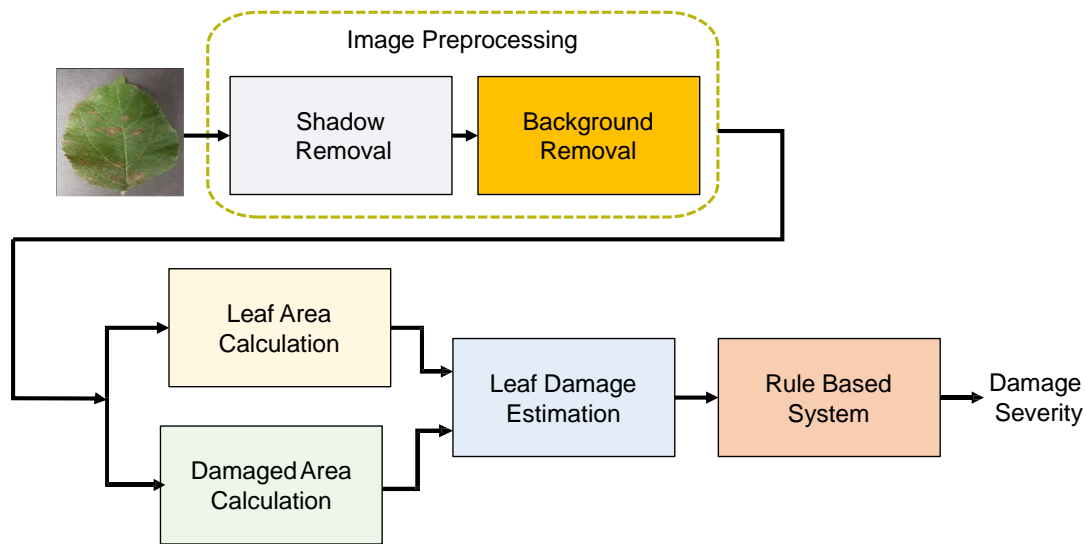 Image Preprocessing
Shadow
Removal
Background
Removal
Leaf Area
Calculation
Damaged Area
Calculation
Leaf Damage
Estimation
Rule Based
System
Damage
Severity